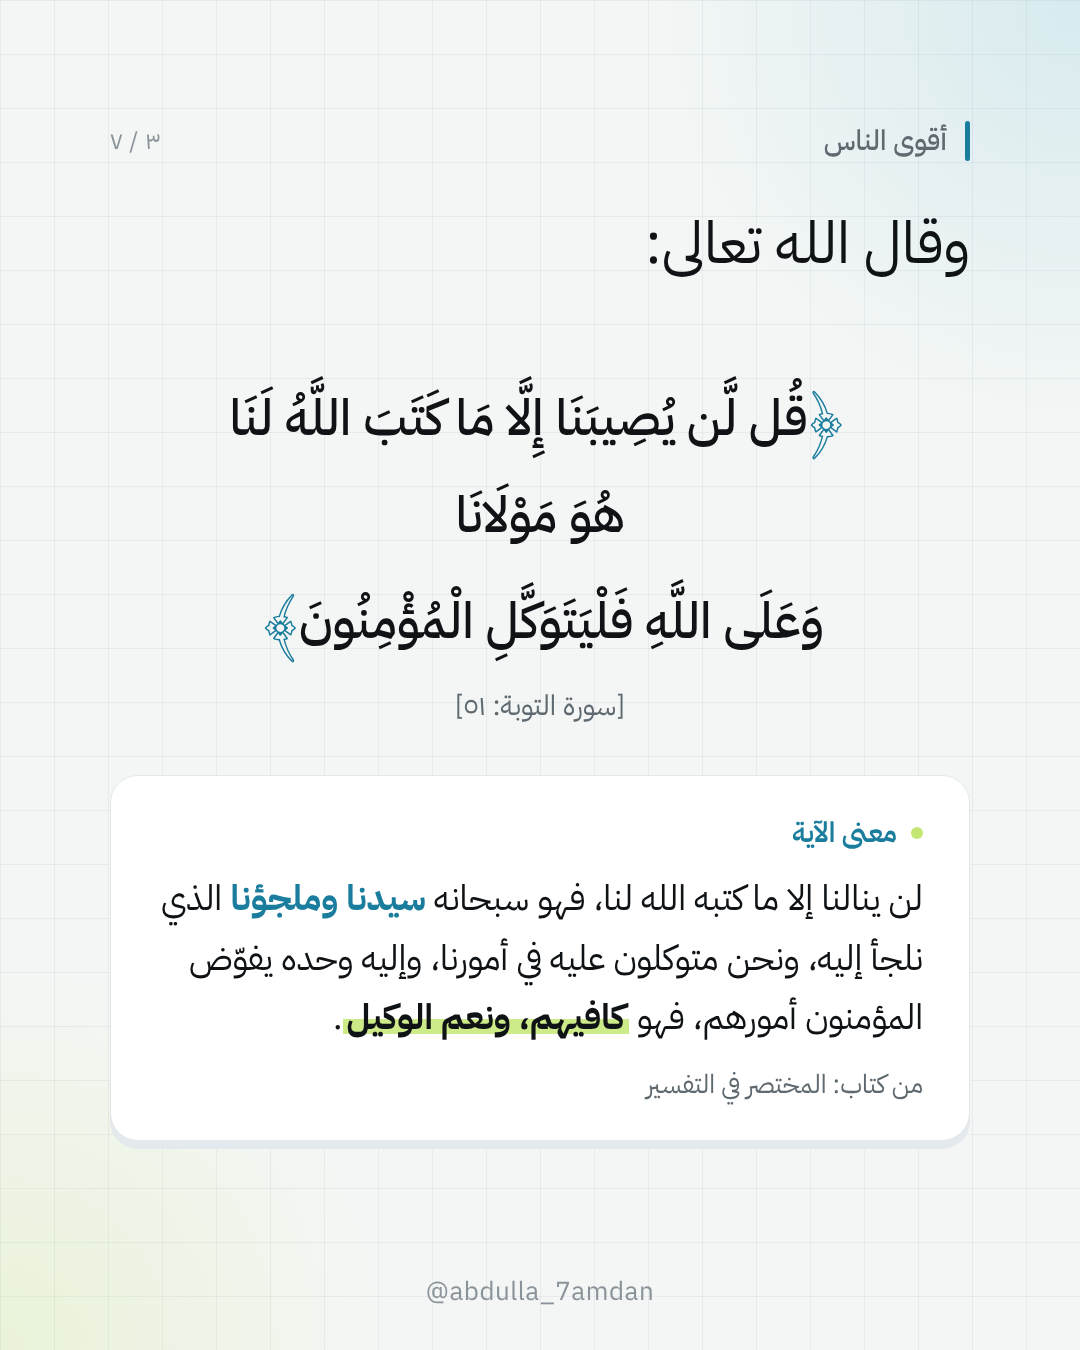 أقوى الناس
٣ / ٧
وقال الله تعالى:
﴿قُل لَّن يُصِيبَنَا إِلَّا مَا كَتَبَ اللَّهُ لَنَا
هُوَ مَوْلَانَا
وَعَلَى اللَّهِ فَلْيَتَوَكَّلِ الْمُؤْمِنُونَ﴾
[سورة التوبة: ٥١]
معنى الآية
لن ينالنا إلا ما كتبه الله لنا، فهو سبحانه سيدنا وملجؤنا الذي
نلجأ إليه، ونحن متوكلون عليه في أمورنا، وإليه وحده يفوّض
المؤمنون أمورهم، فهو كافيهم، ونعم الوكيل.
من كتاب: المختصر في التفسير
@abdulla_7amdan